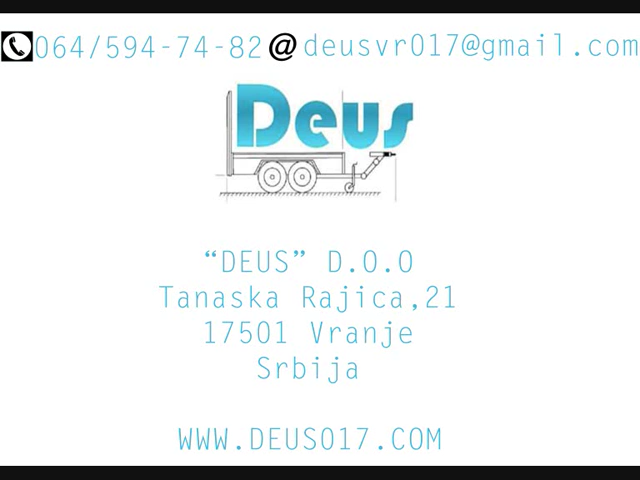 064/594-74-82 @ deusvr017@gmail.com
Deus
“DEUS” D.O.O
Tanaska Rajica,21
17501 Vranje
Srbija
WWW.DEUS017.COM